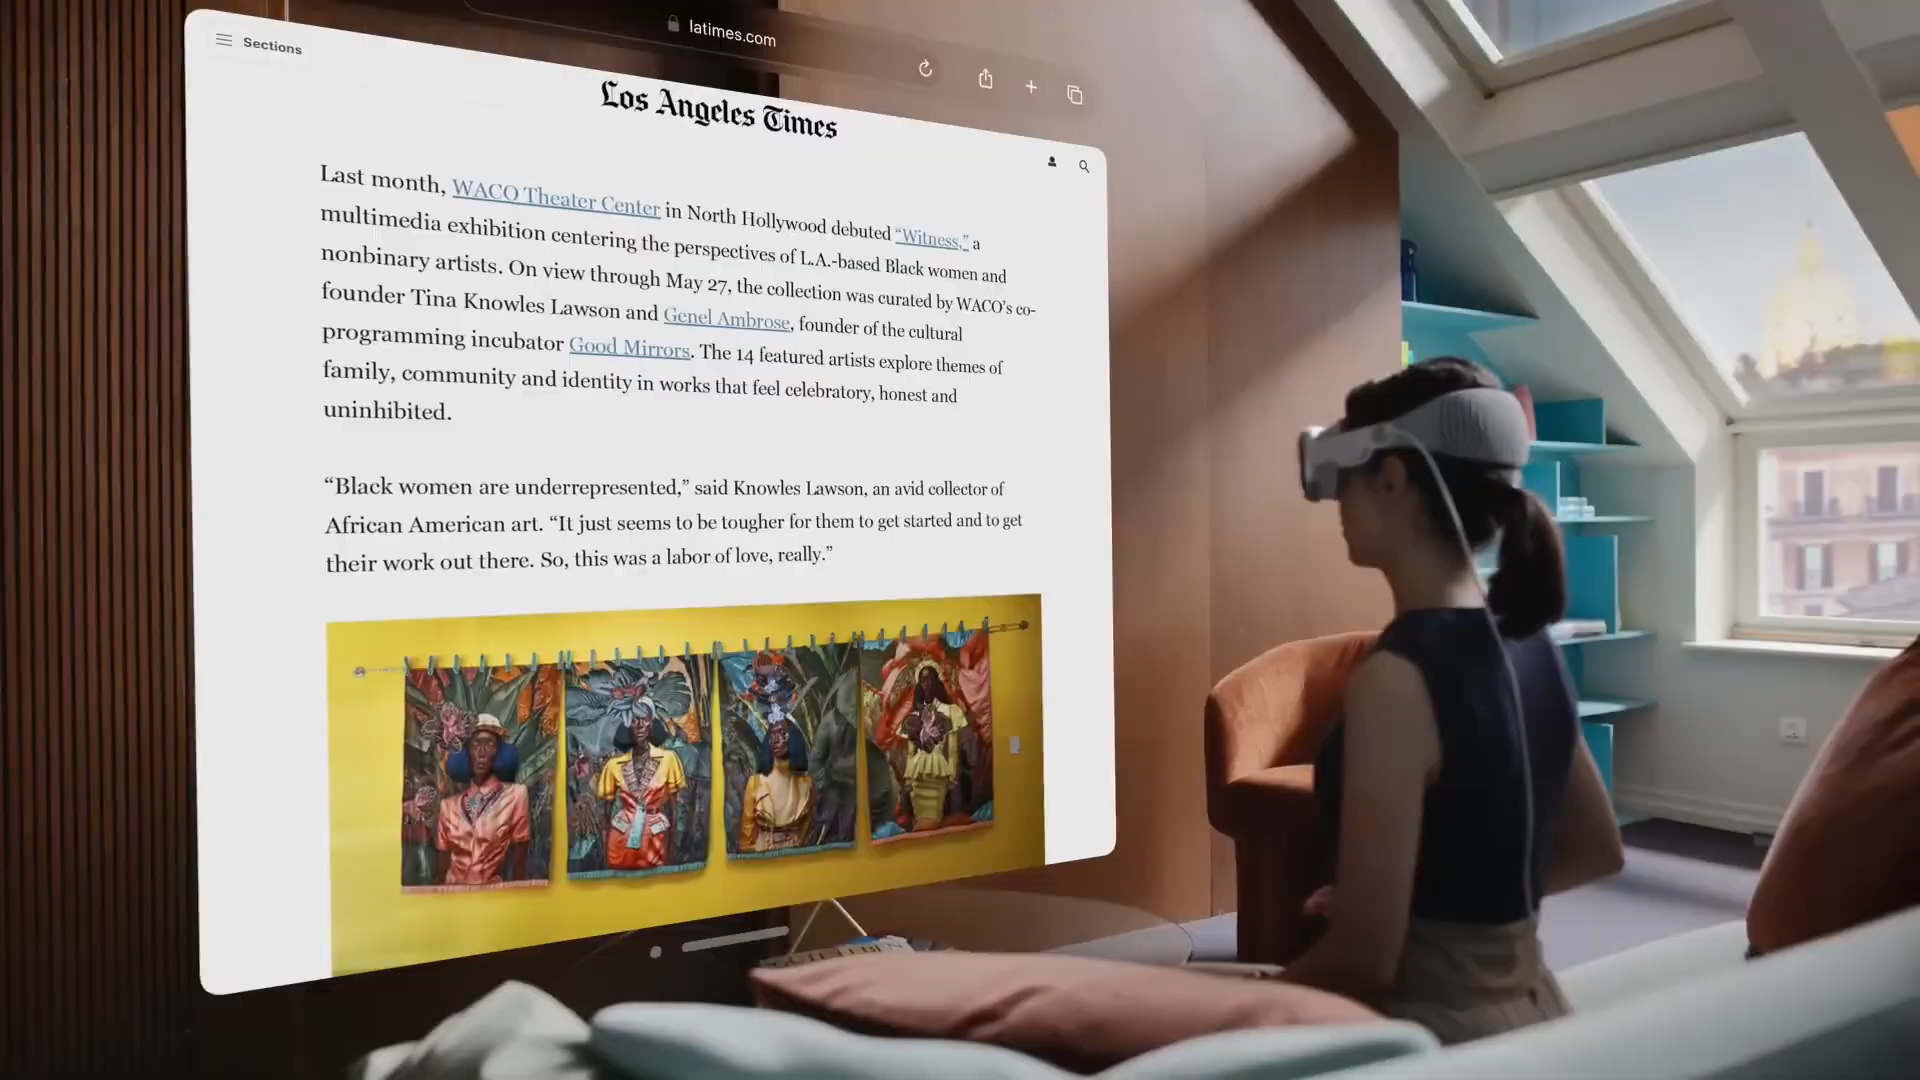 latimes.com
Sections
Los Angeles Times
Last month, WACO Theater Center in North Hollywood debuted “Witness,” a
multimedia exhibition centering the perspectives of L.A.-based Black women and
nonbinary artists. On view through May 27, the collection was curated by WACO’s co-
founder Tina Knowles Lawson and Genel Ambrose, founder of the cultural
programming incubator Good Mirrors. The 14 featured artists explore themes of
family, community and identity in works that feel celebratory, honest and
uninhibited.
“Black women are underrepresented,” said Knowles Lawson, an avid collector of
African American art. “It just seems to be tougher for them to get started and to get
their work out there. So, this was a labor of love, really.”